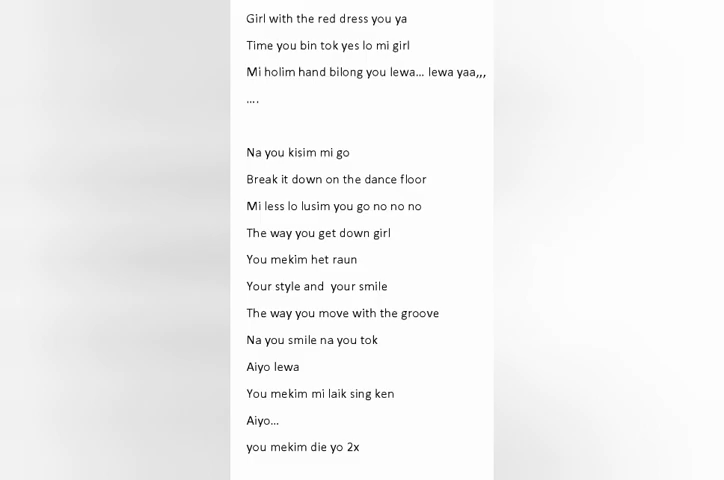 Girl with the red dress you ya
Time you bin tok yes lo mi girl
Mi holim hand bilong you lewa... lewa yaa,,,
....
Na you kisim mi go
Break it down on the dance floor
Mi less lo lusim you go no no no
The way you get down girl
You mekim het raun
Your style and  your smile
The way you move with the groove
Na you smile na you tok
Aiyo lewa
You mekim mi laik sing ken
Aiyo...
you mekim die yo 2x